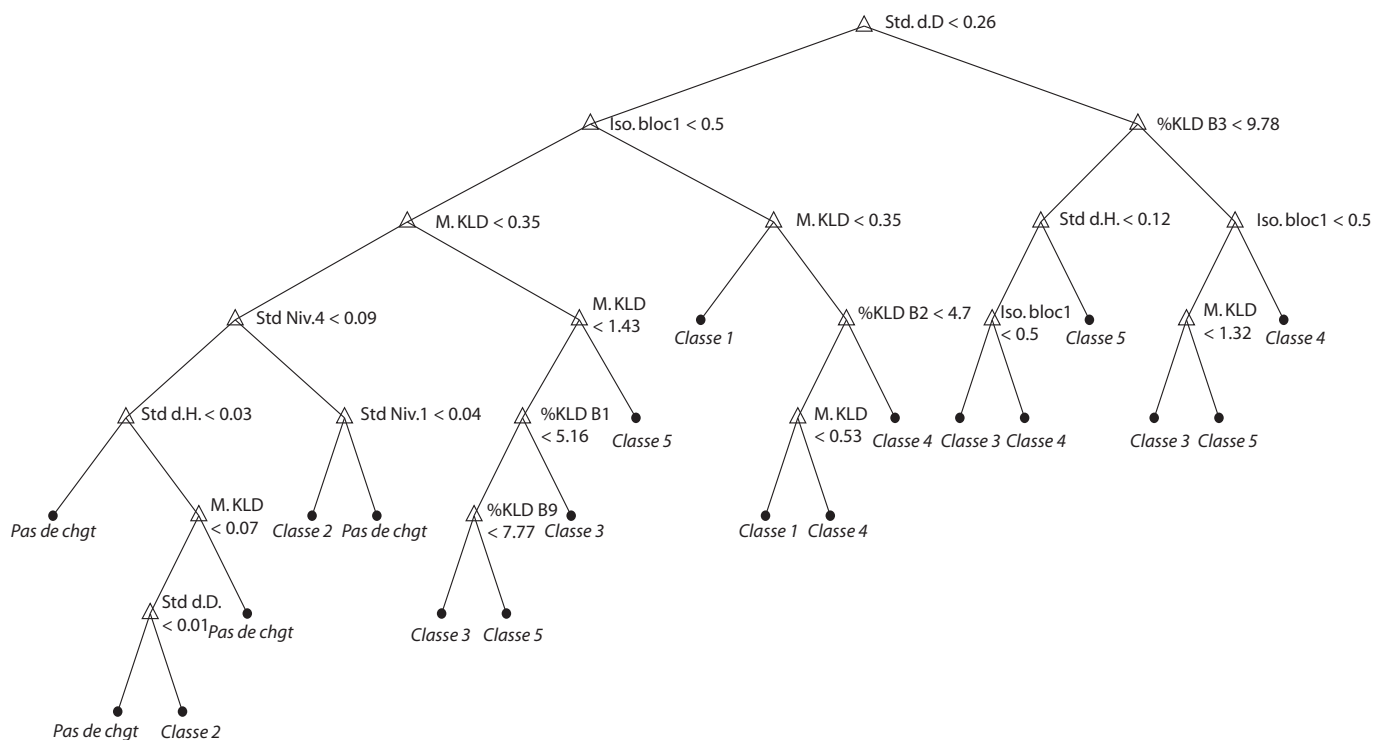 Std. d.D < 0.26
Iso. bloc1 < 0.5
%KLD B3 < 9.78
M. KLD < 0.35
M. KLD < 0.35
Std d.H. < 0.12
Iso. bloc1 < 0.5
Std Niv.4 < 0.09
M. KLD
< 1.43
Classe 1
%KLD B2 < 4.7
Iso. bloc1
< 0.5
Classe 5
M. KLD
< 1.32
Classe 4
Std d.H. < 0.03
Std Niv.1 < 0.04
%KLD B1
< 5.16
Classe 5
M. KLD
< 0.53
Classe 4
Classe 3
Classe 4
Classe 3
Classe 5
Pas de chgt
M. KLD
< 0.07
Classe 2
Pas de chgt
%KLD B9
< 7.77
Classe 3
Classe 1
Classe 4
Std d.D.
< 0.01
Pas de chgt
Classe 3
Classe 5
Pas de chgt
Classe 2